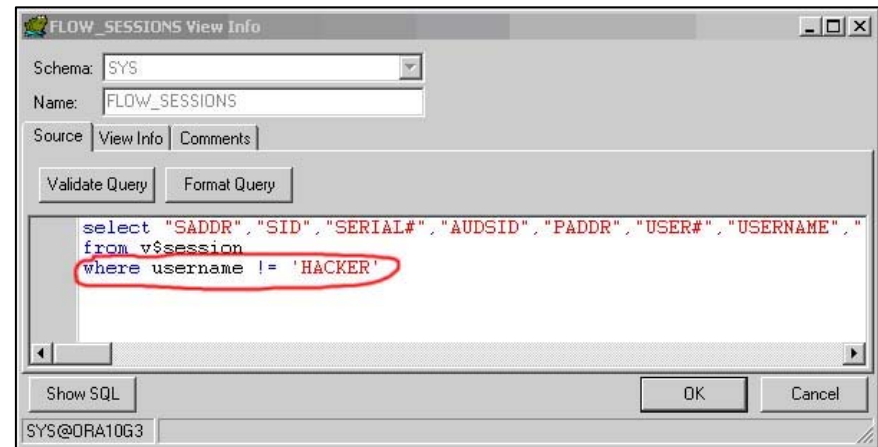 FLOW_SESSIONS View Info
Schema: SYS
Name: FLOW_SESSIONS
Source View Info Comments
Validate Query Format Query
select "SADDR","SID","SERIAL#","AUDSID","PADDR","USER#","USERNAME","
from v$session
where username != 'HACKER'
Show SQL OK Cancel
SYS@ORA10G3